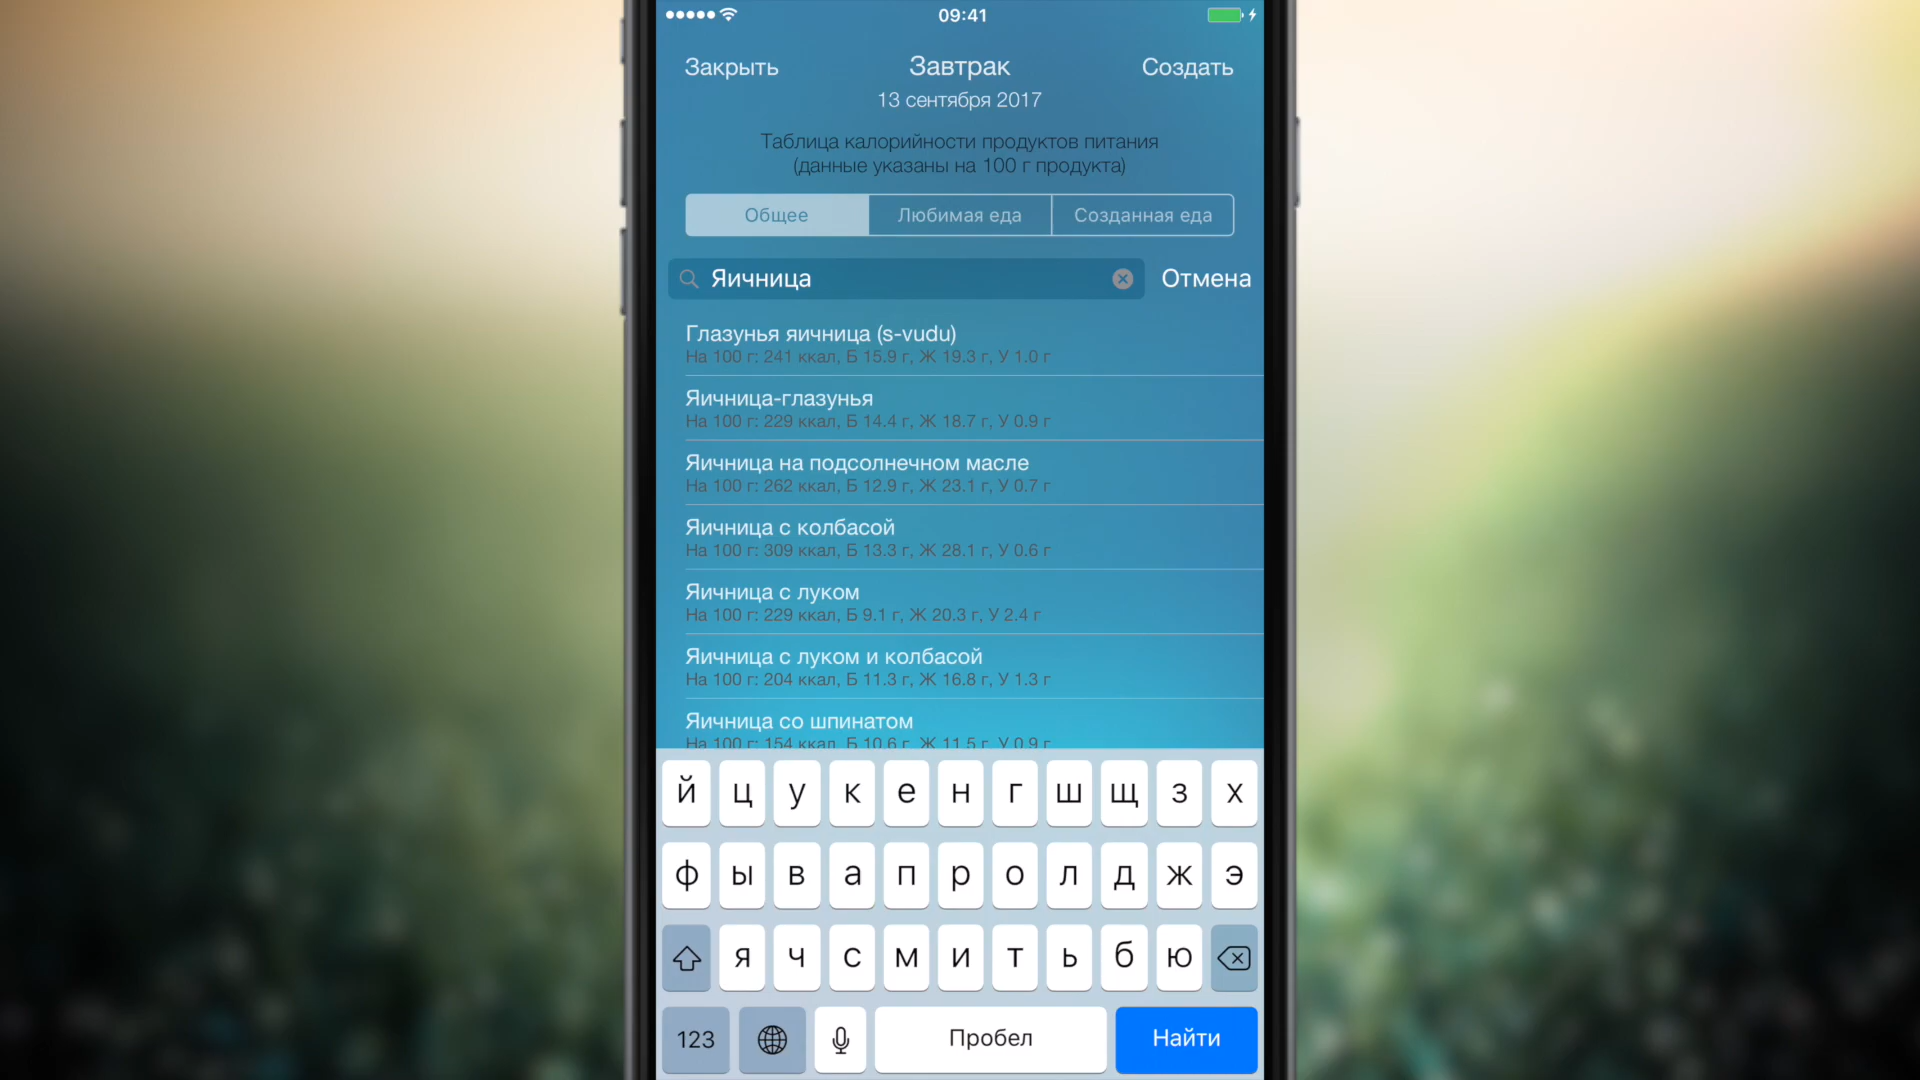 09:41
Закрыть Завтрак Создать
13 сентября 2017
Таблица калорийности продуктов питания
(данные указаны на 100 г продукта)
Общее Любимая еда Созданная еда
Яичница Отмена
Глазунья яичница (s-vudu)
На 100 г: 241 ккал, Б 15.9 г, Ж 19.3 г, У 1.0 г
Яичница-глазунья
На 100 г: 229 ккал, Б 14.4 г, Ж 18.7 г, У 0.9 г
Яичница на подсолнечном масле
На 100 г: 262 ккал, Б 12.9 г, Ж 23.1 г, У 0.7 г
Яичница с колбасой
На 100 г: 309 ккал, Б 13.3 г, Ж 28.1 г, У 0.6 г
Яичница с луком
На 100 г: 229 ккал, Б 9.1 г, Ж 20.3 г, У 2.4 г
Яичница с луком и колбасой
На 100 г: 204 ккал, Б 11.3 г, Ж 16.8 г, У 1.3 г
Яичница со шпинатом
На 100 г: 154 ккал, Б 10.6 г, Ж 11.5 г, У 0.9 г
й ц у к е н г ш щ з х
ф ы в а п р о л д ж э
я ч с м и т ь б ю
123 Пробел Найти